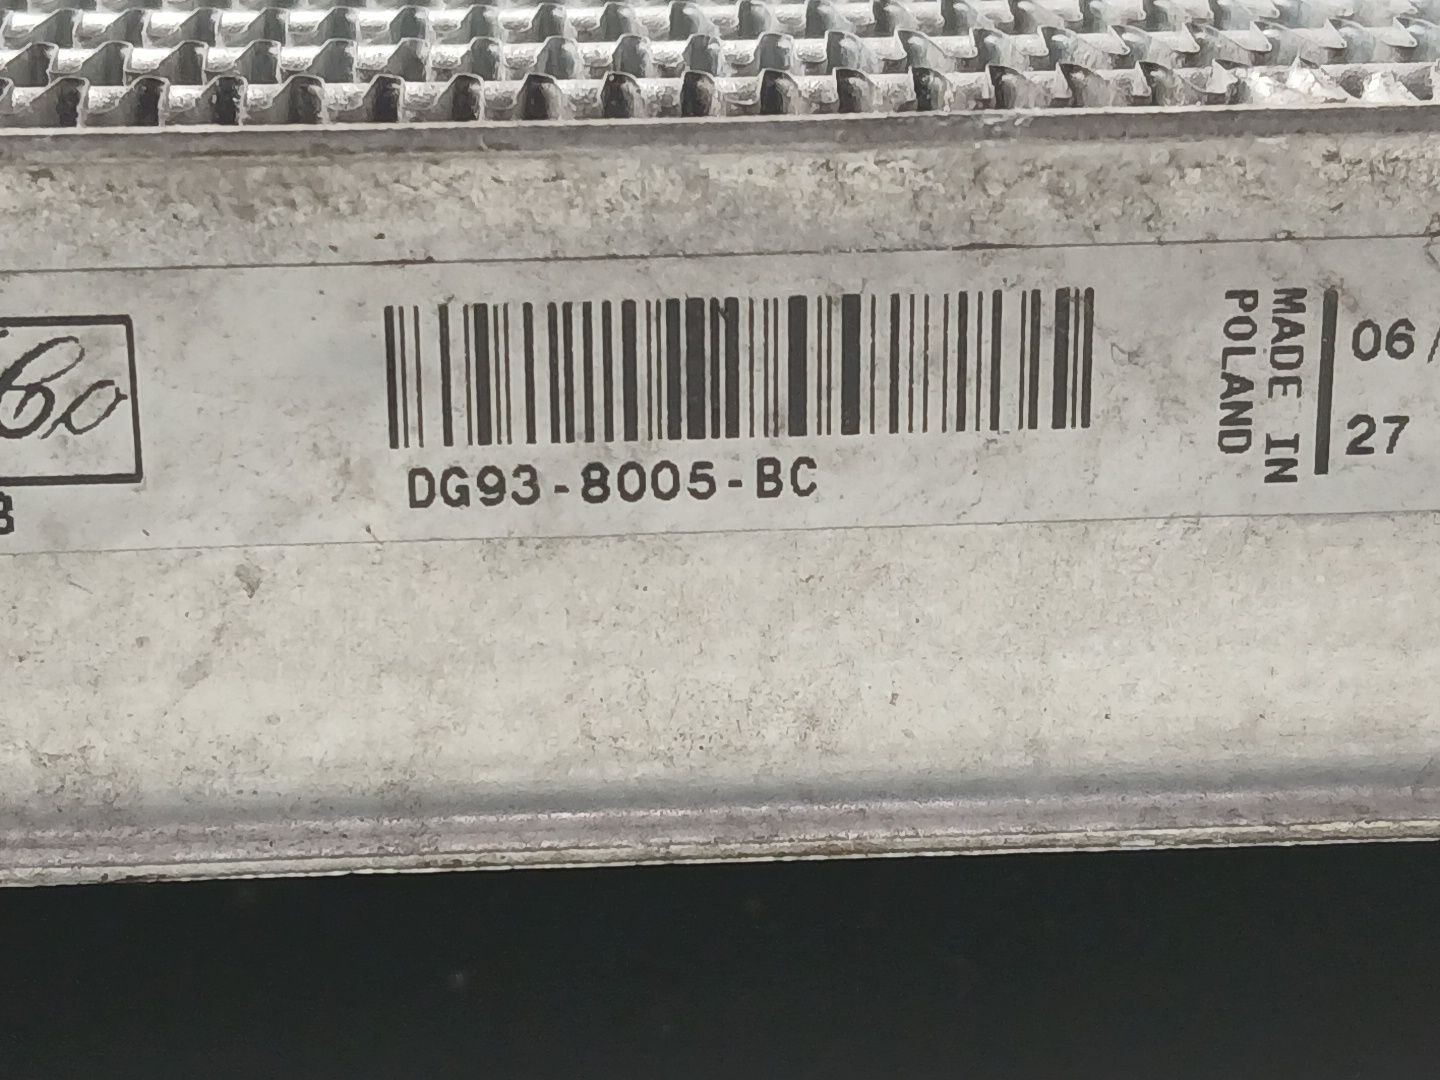 DG93-8005-BC
MADE IN
POLAND
06/
27